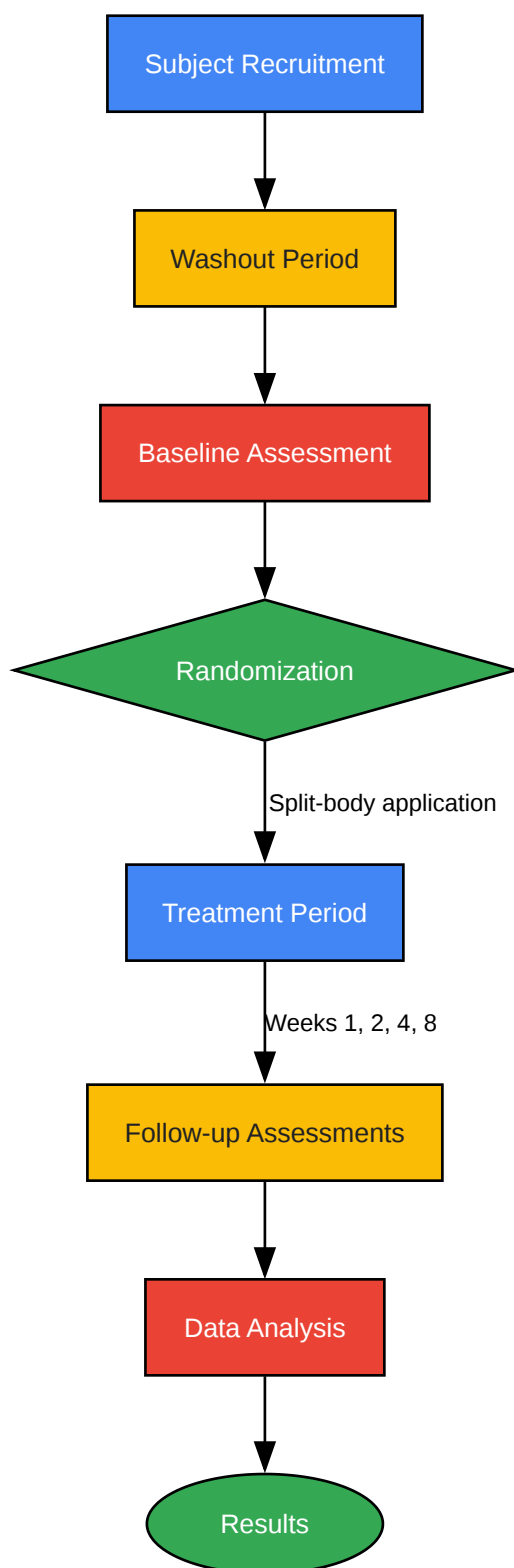 Subject Recruitment
Washout Period
Baseline Assessment
Randomization
Split-body application
Treatment Period
Weeks 1, 2, 4, 8
Follow-up Assessments
Data Analysis
Results